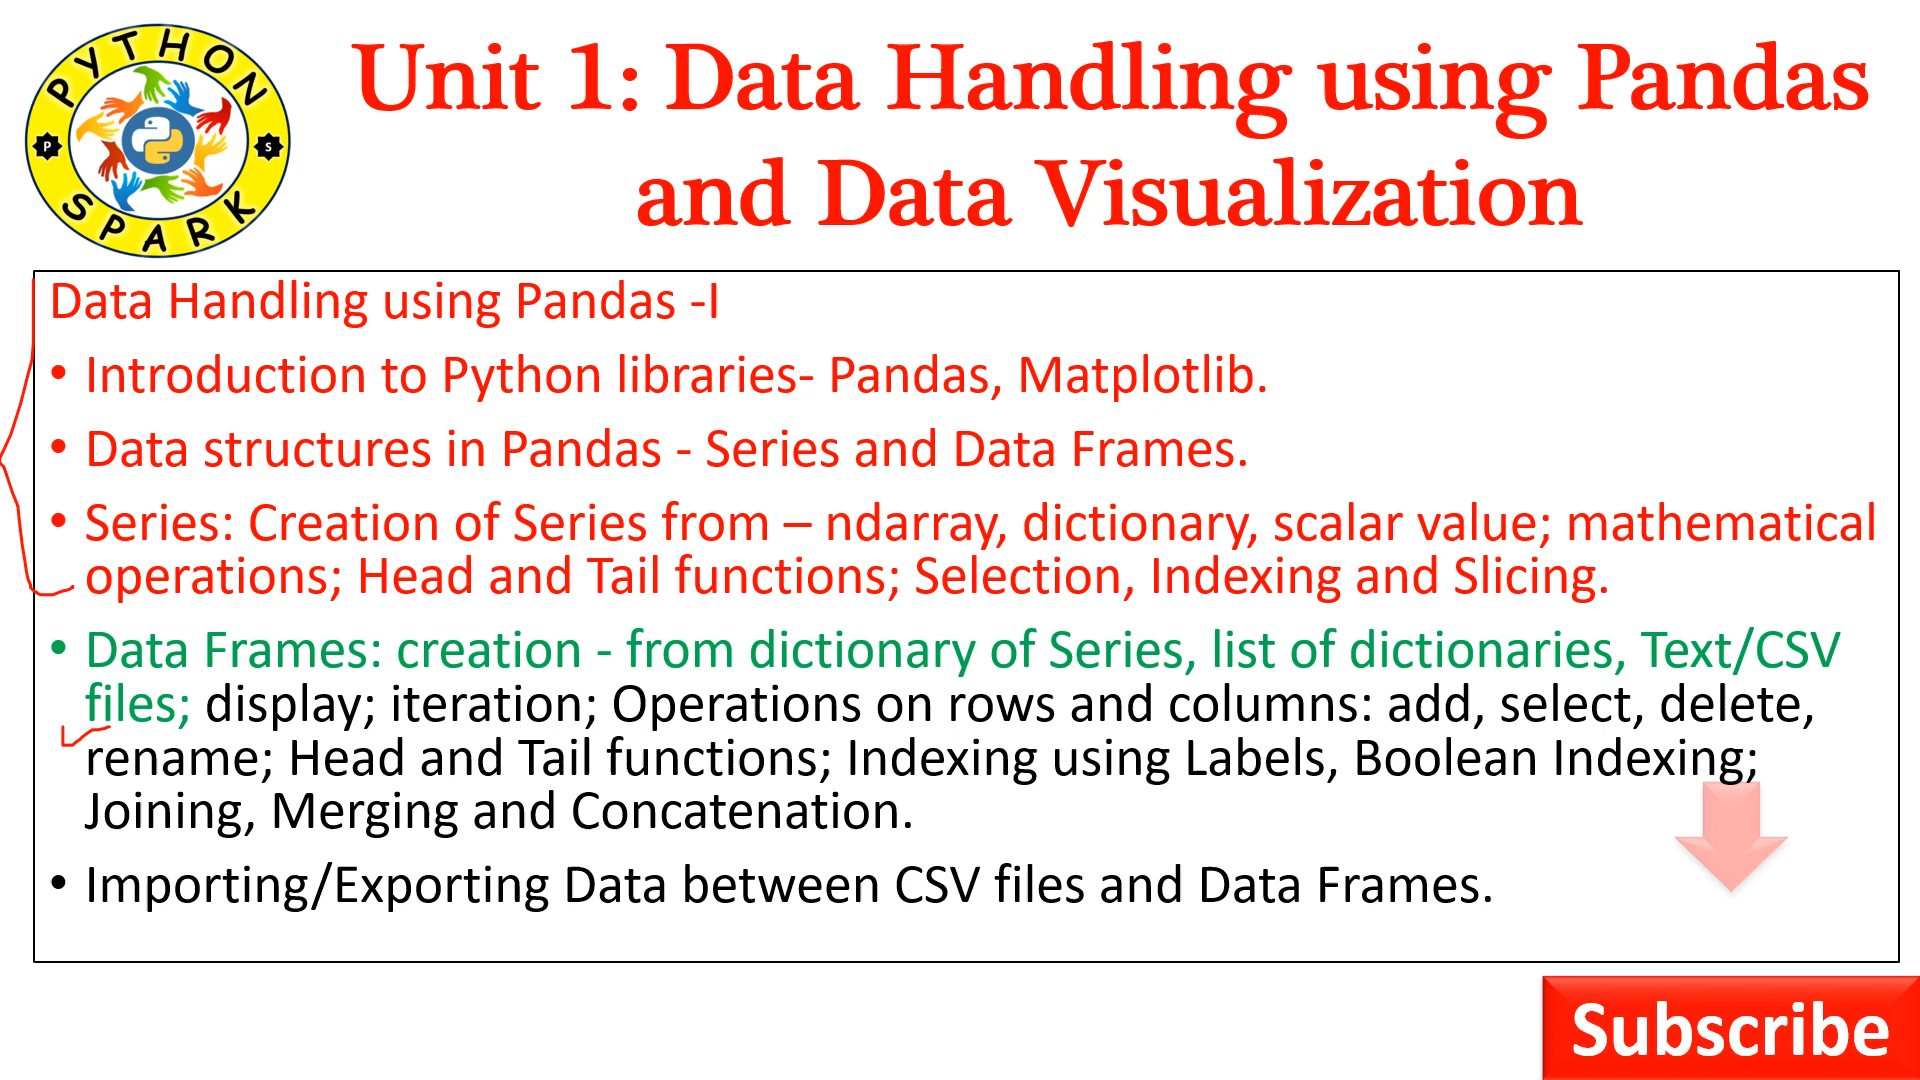 PYTHON
P S
SPARK
Unit 1: Data Handling using Pandas
and Data Visualization
Data Handling using Pandas -I
• Introduction to Python libraries- Pandas, Matplotlib.
• Data structures in Pandas - Series and Data Frames.
• Series: Creation of Series from – ndarray, dictionary, scalar value; mathematical
operations; Head and Tail functions; Selection, Indexing and Slicing.
• Data Frames: creation - from dictionary of Series, list of dictionaries, Text/CSV
files; display; iteration; Operations on rows and columns: add, select, delete,
rename; Head and Tail functions; Indexing using Labels, Boolean Indexing;
Joining, Merging and Concatenation.
• Importing/Exporting Data between CSV files and Data Frames.
Subscribe